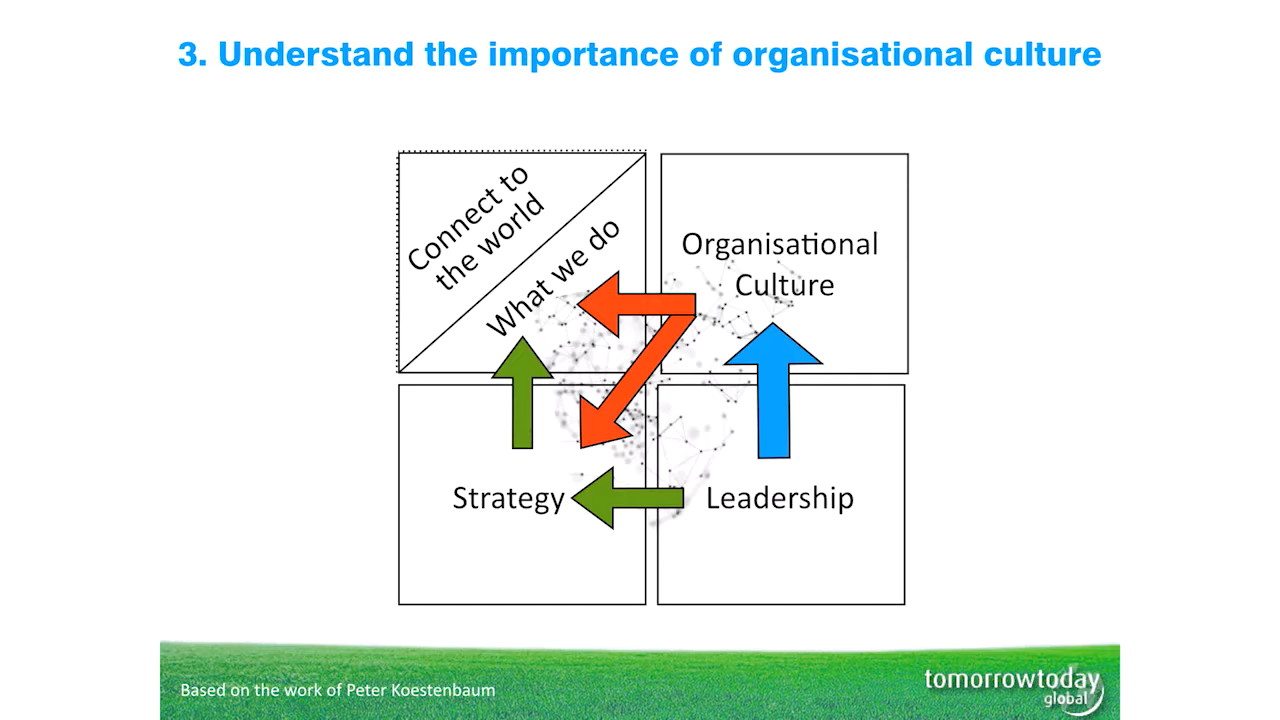 3. Understand the importance of organisational culture
Connect to
the world
What we do
Organisational
Culture
Strategy
Leadership
Based on the work of Peter Koestenbaum
tomorrowtoday
global